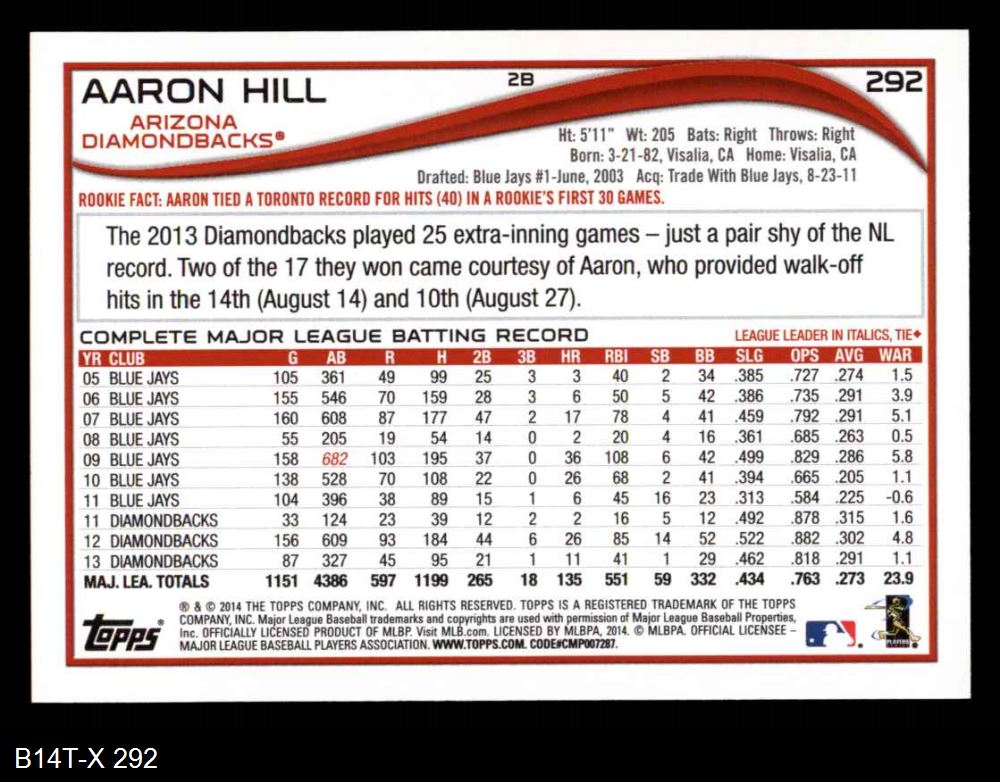 AARON HILL
2B
292
ARIZONA
DIAMONDBACKS®
Ht: 5'11" Wt: 205 Bats: Right Throws: Right
Born: 3-21-82, Visalia, CA Home: Visalia, CA
Drafted: Blue Jays #1-June, 2003 Acq: Trade With Blue Jays, 8-23-11
ROOKIE FACT: AARON TIED A TORONTO RECORD FOR HITS (40) IN A ROOKIE'S FIRST 30 GAMES.
The 2013 Diamondbacks played 25 extra-inning games – just a pair shy of the NL
record. Two of the 17 they won came courtesy of Aaron, who provided walk-off
hits in the 14th (August 14) and 10th (August 27).
COMPLETE MAJOR LEAGUE BATTING RECORD LEAGUE LEADER IN ITALICS, TIE♦
YR CLUB G AB R H 2B 3B HR RBI SB BB SLG OPS AVG WAR
05 BLUE JAYS 105 361 49 99 25 3 3 40 2 34 .385 .727 .274 1.5
06 BLUE JAYS 155 546 70 159 28 3 6 50 5 42 .386 .735 .291 3.9
07 BLUE JAYS 160 608 87 177 47 2 17 78 4 41 .459 .792 .291 5.1
08 BLUE JAYS 55 205 19 54 14 0 2 20 4 16 .361 .685 .263 0.5
09 BLUE JAYS 158 682 103 195 37 0 36 108 6 42 .499 .829 .286 5.8
10 BLUE JAYS 138 528 70 108 22 0 26 68 2 41 .394 .665 .205 1.1
11 BLUE JAYS 104 396 38 89 15 1 6 45 16 23 .313 .584 .225 -0.6
11 DIAMONDBACKS 33 124 23 39 12 2 2 16 5 12 .492 .878 .315 1.6
12 DIAMONDBACKS 156 609 93 184 44 6 26 85 14 52 .522 .882 .302 4.8
13 DIAMONDBACKS 87 327 45 95 21 1 11 41 1 29 .462 .818 .291 1.1
MAJ. LEA. TOTALS 1151 4386 597 1199 265 18 135 551 59 332 .434 .763 .273 23.9
Topps®
® & © 2014 THE TOPPS COMPANY, INC. ALL RIGHTS RESERVED. TOPPS IS A REGISTERED TRADEMARK OF THE TOPPS
COMPANY, INC. Major League Baseball trademarks and copyrights are used with permission of Major League Baseball Properties,
Inc. OFFICIALLY LICENSED PRODUCT OF MLBP. Visit MLB.com. LICENSED BY MLBPA, 2014. © MLBPA. OFFICIAL LICENSEE –
MAJOR LEAGUE BASEBALL PLAYERS ASSOCIATION. WWW.TOPPS.COM. CODE#CMP007287.
PLAYERS
B14T-X 292